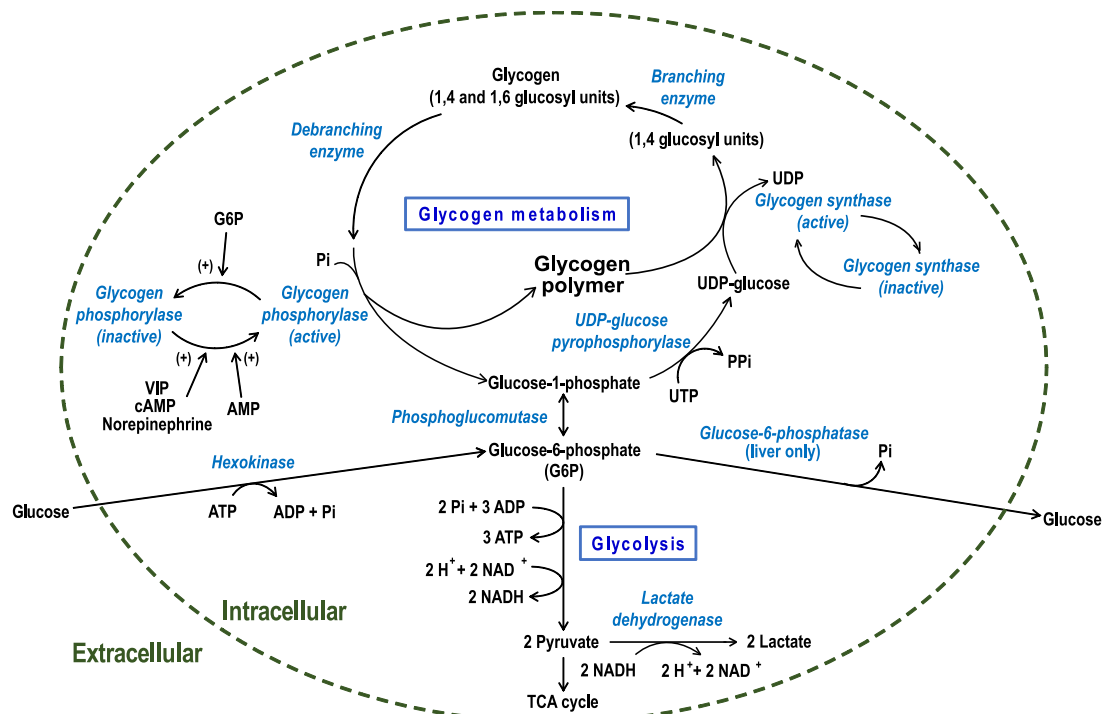 Glycogen
(1,4 and 1,6 glucosyl units)
Branching
enzyme
(1,4 glucosyl units)
Debranching
enzyme
UDP
Glycogen synthase
(active)
Glycogen synthase
(inactive)
Glycogen metabolism
G6P
(+)
Pi
Glycogen
polymer
UDP-glucose
Glycogen
phosphorylase
(inactive)
Glycogen
phosphorylase
(active)
UDP-glucose
pyrophosphorylase
(+)
(+)
PPi
UTP
VIP
cAMP
Norepinephrine
AMP
Glucose-1-phosphate
Phosphoglucomutase
Glucose-6-phosphate
(G6P)
Glucose-6-phosphatase
(liver only)
Pi
Hexokinase
Glucose
ATP
ADP + Pi
Glucose
2 Pi + 3 ADP
3 ATP
Glycolysis
2 H+ + 2 NAD +
2 NADH
Intracellular
Extracellular
Lactate
dehydrogenase
2 Pyruvate
2 Lactate
2 NADH
2 H+ + 2 NAD +
TCA cycle